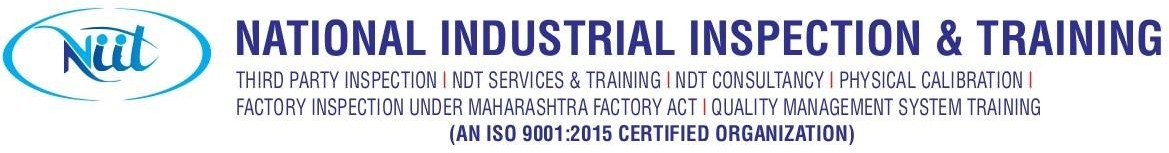 Niit
NATIONAL INDUSTRIAL INSPECTION & TRAINING
THIRD PARTY INSPECTION | NDT SERVICES & TRAINING | NDT CONSULTANCY | PHYSICAL CALIBRATION |
FACTORY INSPECTION UNDER MAHARASHTRA FACTORY ACT | QUALITY MANAGEMENT SYSTEM TRAINING
(AN ISO 9001:2015 CERTIFIED ORGANIZATION)